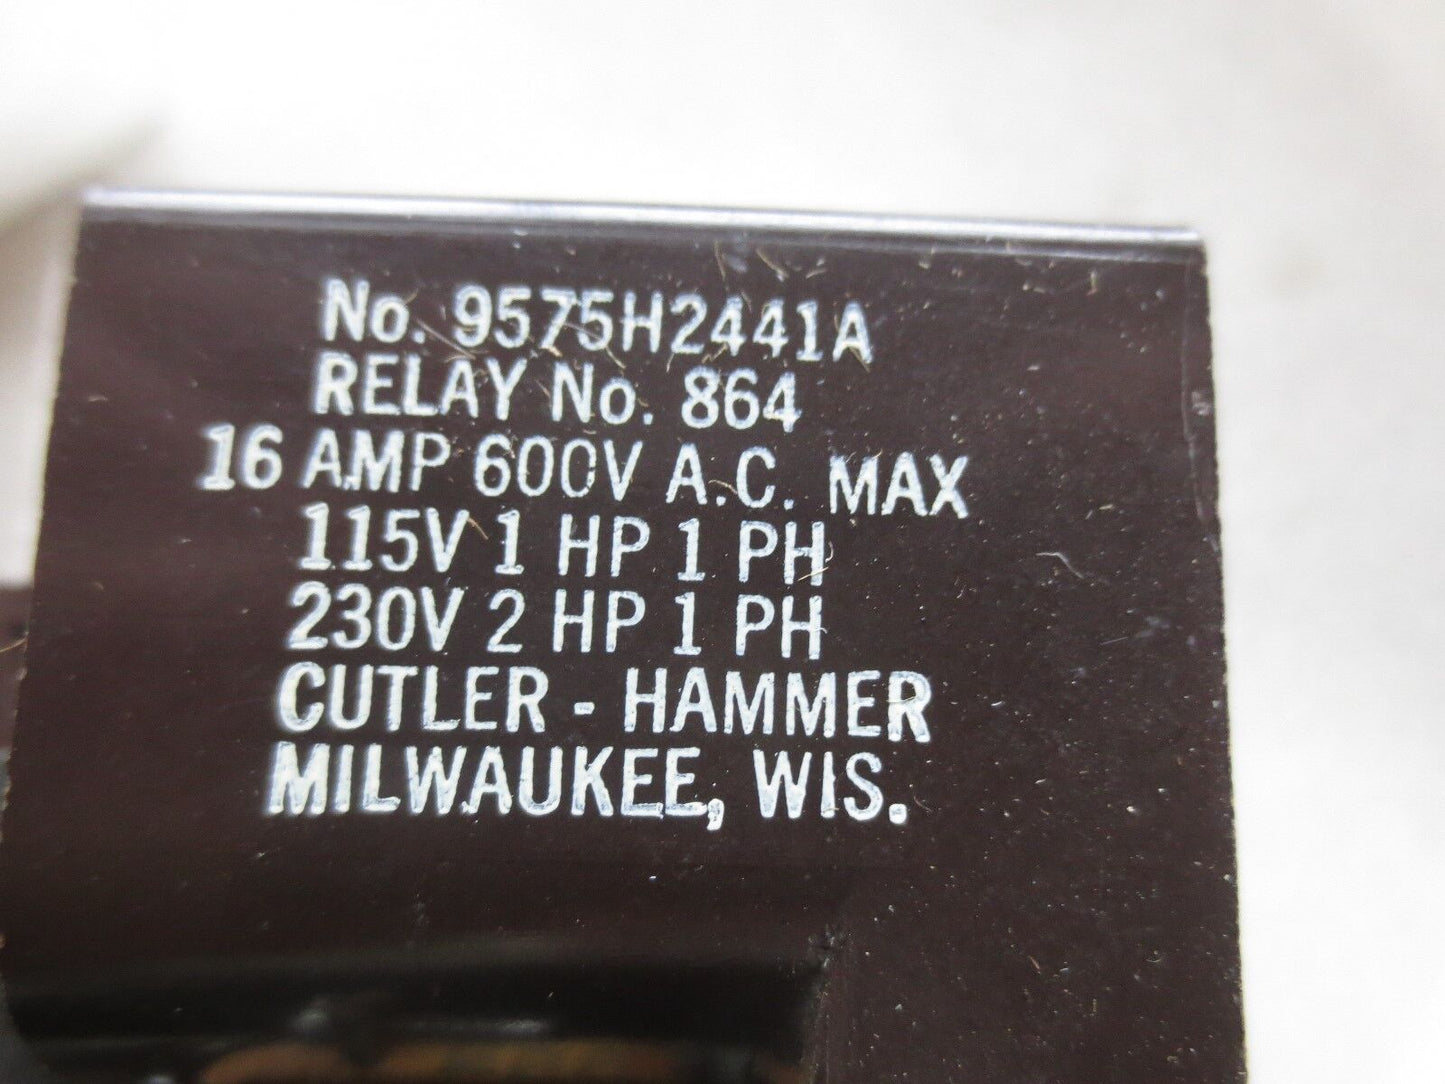 No. 9575H2441A
RELAY No. 864
16 AMP 600V A.C. MAX
115V 1 HP 1 PH
230V 2 HP 1 PH
CUTLER - HAMMER
MILWAUKEE, WIS.